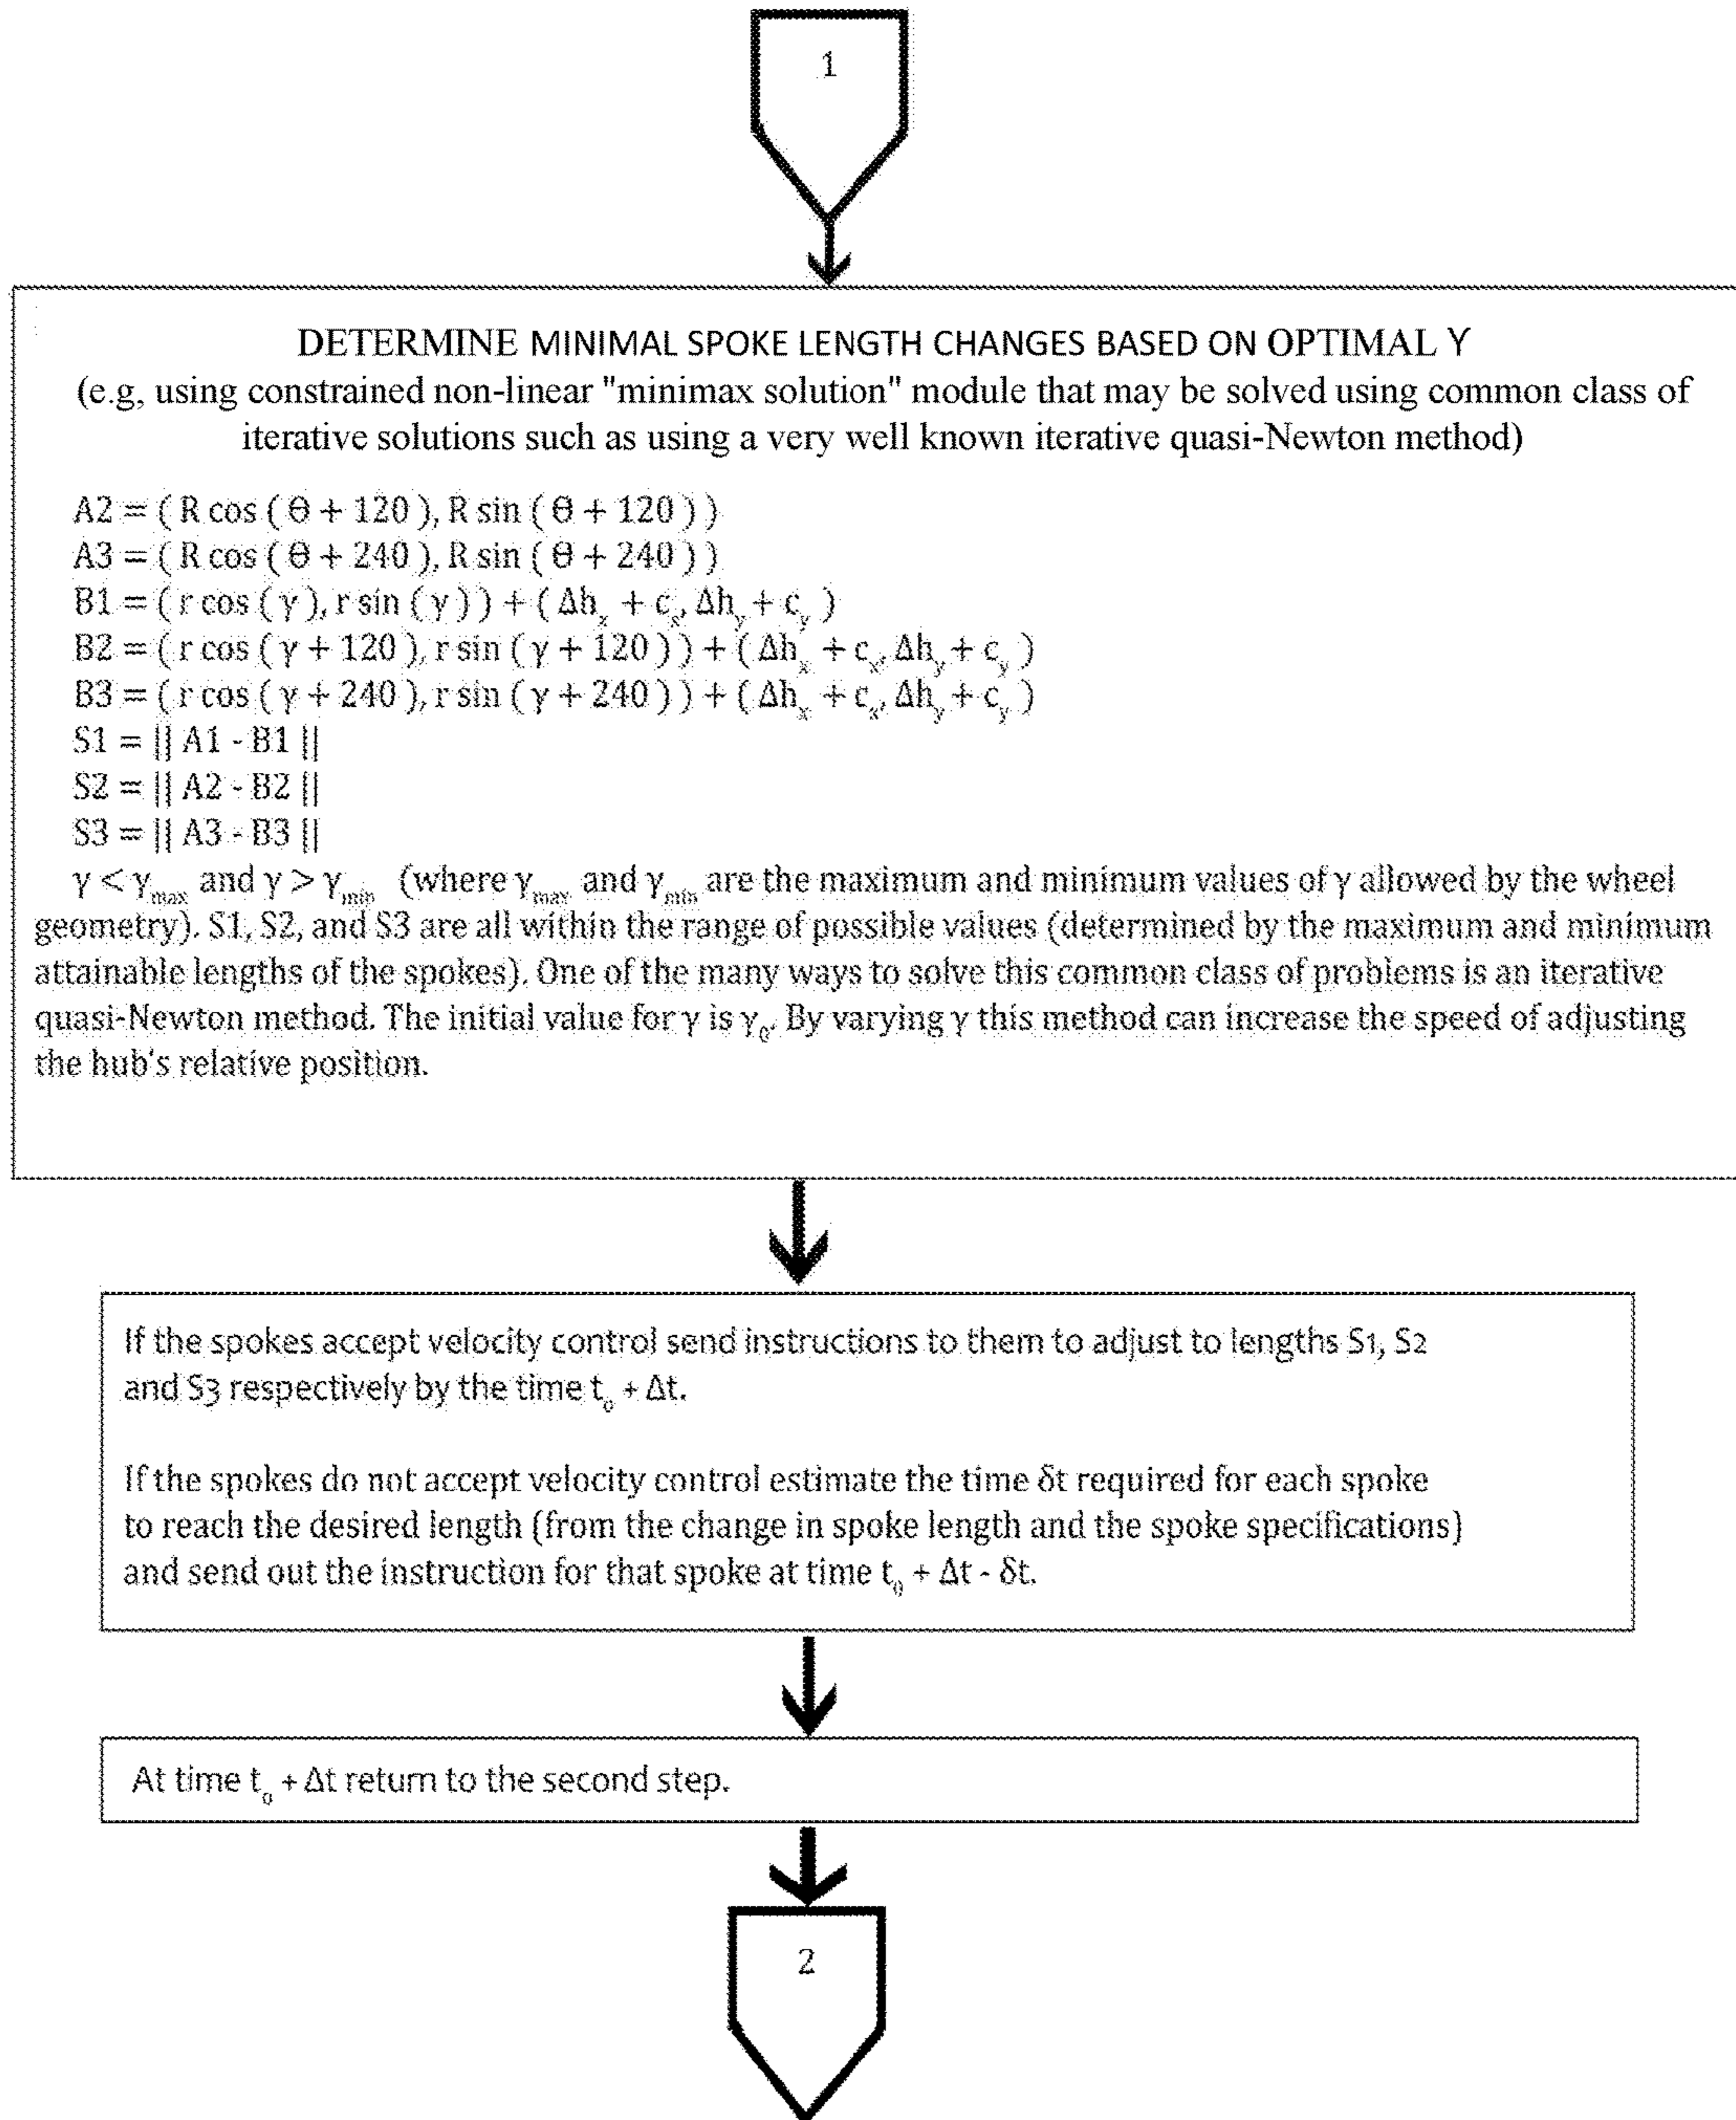 1
DETERMINE MINIMAL SPOKE LENGTH CHANGES BASED ON OPTIMAL γ
(e.g, using constrained non-linear "minimax solution" module that may be solved using common class of
iterative solutions such as using a very well known iterative quasi-Newton method)
A2 = ( R cos ( θ + 120 ), R sin ( θ + 120 ) )
A3 = ( R cos ( θ + 240 ), R sin ( θ + 240 ) )
B1 = ( r cos ( γ ), r sin ( γ ) ) + ( Δhₓ + cₓ, Δh_y + c_y )
B2 = ( r cos ( γ + 120 ), r sin ( γ + 120 ) ) + ( Δhₓ + cₓ, Δh_y + c_y )
B3 = ( r cos ( γ + 240 ), r sin ( γ + 240 ) ) + ( Δhₓ + cₓ, Δh_y + c_y )
S1 = || A1 - B1 ||
S2 = || A2 - B2 ||
S3 = || A3 - B3 ||
γ < γ_max and γ > γ_min (where γ_max and γ_min are the maximum and minimum values of γ allowed by the wheel
geometry). S1, S2, and S3 are all within the range of possible values (determined by the maximum and minimum
attainable lengths of the spokes). One of the many ways to solve this common class of problems is an iterative
quasi-Newton method. The initial value for γ is γ₀. By varying γ this method can increase the speed of adjusting
the hub's relative position.
If the spokes accept velocity control send instructions to them to adjust to lengths S1, S2
and S3 respectively by the time t₀ + Δt.
If the spokes do not accept velocity control estimate the time δt required for each spoke
to reach the desired length (from the change in spoke length and the spoke specifications)
and send out the instruction for that spoke at time t₀ + Δt - δt.
At time t₀ + Δt return to the second step.
2